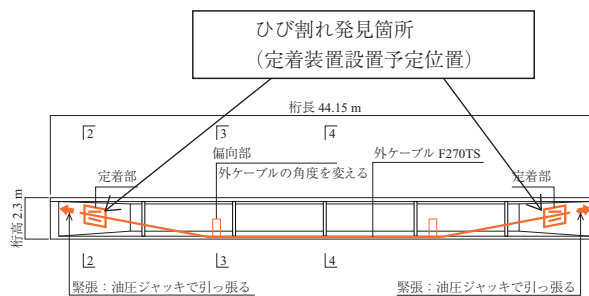 ひび割れ発見箇所
（定着装置設置予定位置）
桁長 44.15 m
2
3
4
偏向部
外ケーブルの角度を変える
外ケーブル F270TS
定着部
定着部
桁高 2.3 m
2
3
4
緊張：油圧ジャッキで引っ張る
緊張：油圧ジャッキで引っ張る